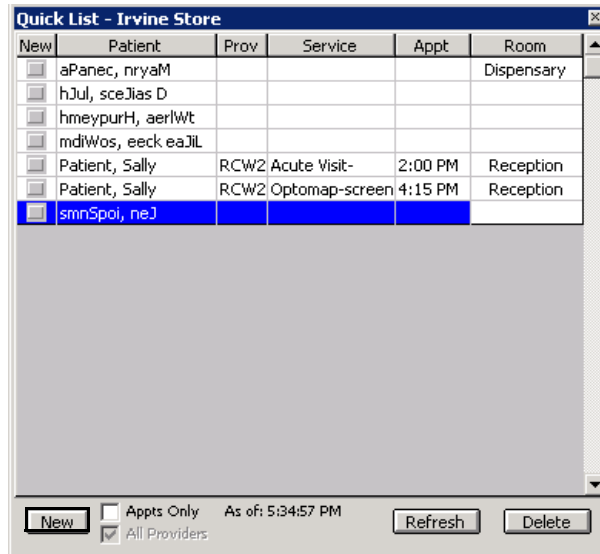 Quick List - Irvine Store
New Patient Prov Service Appt Room
aPanec, nryaM Dispensary
hJul, sceJias D
hmeypurH, aerlWt
mdiWos, eeck eaJiL
Patient, Sally RCW2 Acute Visit- 2:00 PM Reception
Patient, Sally RCW2 Optomap-screen 4:15 PM Reception
smnSpoi, neJ
New Appts Only As of: 5:34:57 PM Refresh Delete
All Providers